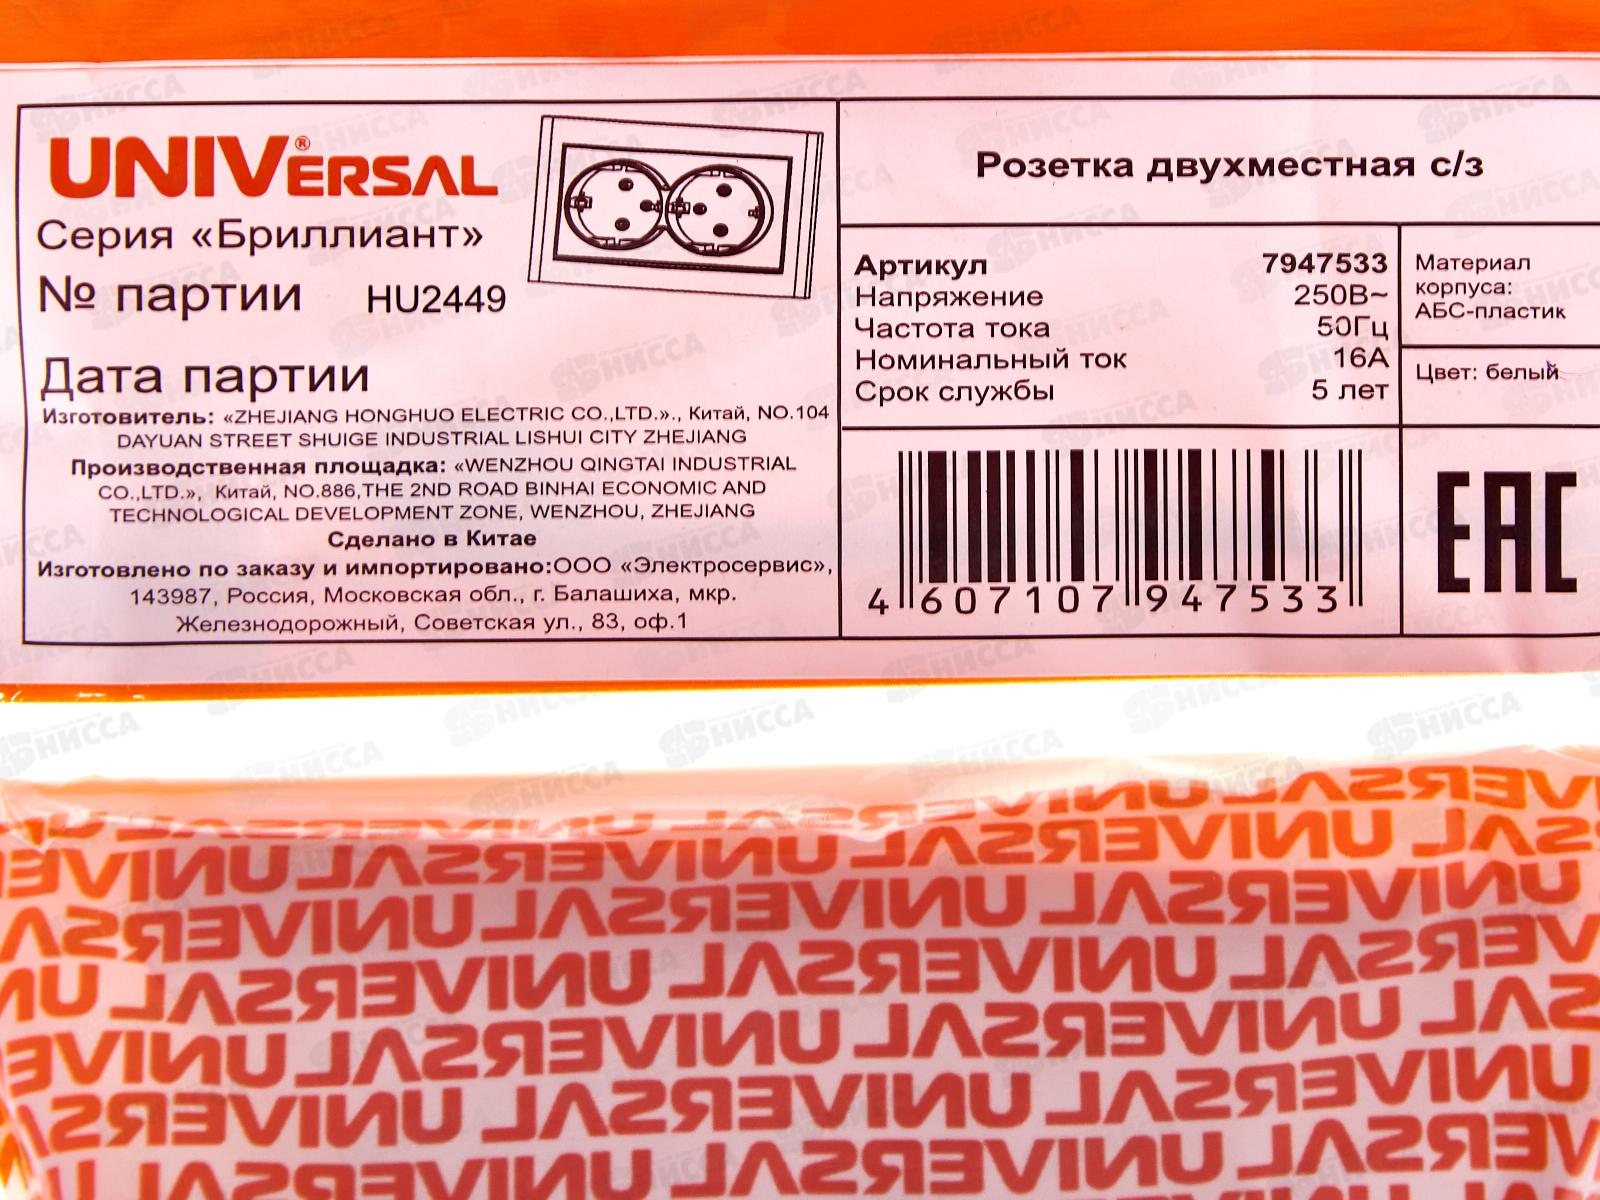 UNIVERSAL®
Серия «Бриллиант»
№ партии HU2449
Дата партии
Изготовитель: «ZHEJIANG HONGHUO ELECTRIC CO.,LTD.»., Китай, NO.104
DAYUAN STREET SHUIGE INDUSTRIAL LISHUI CITY ZHEJIANG
Производственная площадка: «WENZHOU QINGTAI INDUSTRIAL
CO.,LTD.», Китай, NO.886,THE 2ND ROAD BINHAI ECONOMIC AND
TECHNOLOGICAL DEVELOPMENT ZONE, WENZHOU, ZHEJIANG
Сделано в Китае
Изготовлено по заказу и импортировано:ООО «Электросервис»,
143987, Россия, Московская обл., г. Балашиха, мкр.
Железнодорожный, Советская ул., 83, оф.1
Розетка двухместная с/з
Артикул 7947533
Напряжение 250В~
Частота тока 50Гц
Номинальный ток 16А
Срок службы 5 лет
Материал
корпуса:
АБС-пластик
Цвет: белый
4 607107 947533
EAC
UNIVERSAL UNIVERSAL UNIVERSAL
НИССА